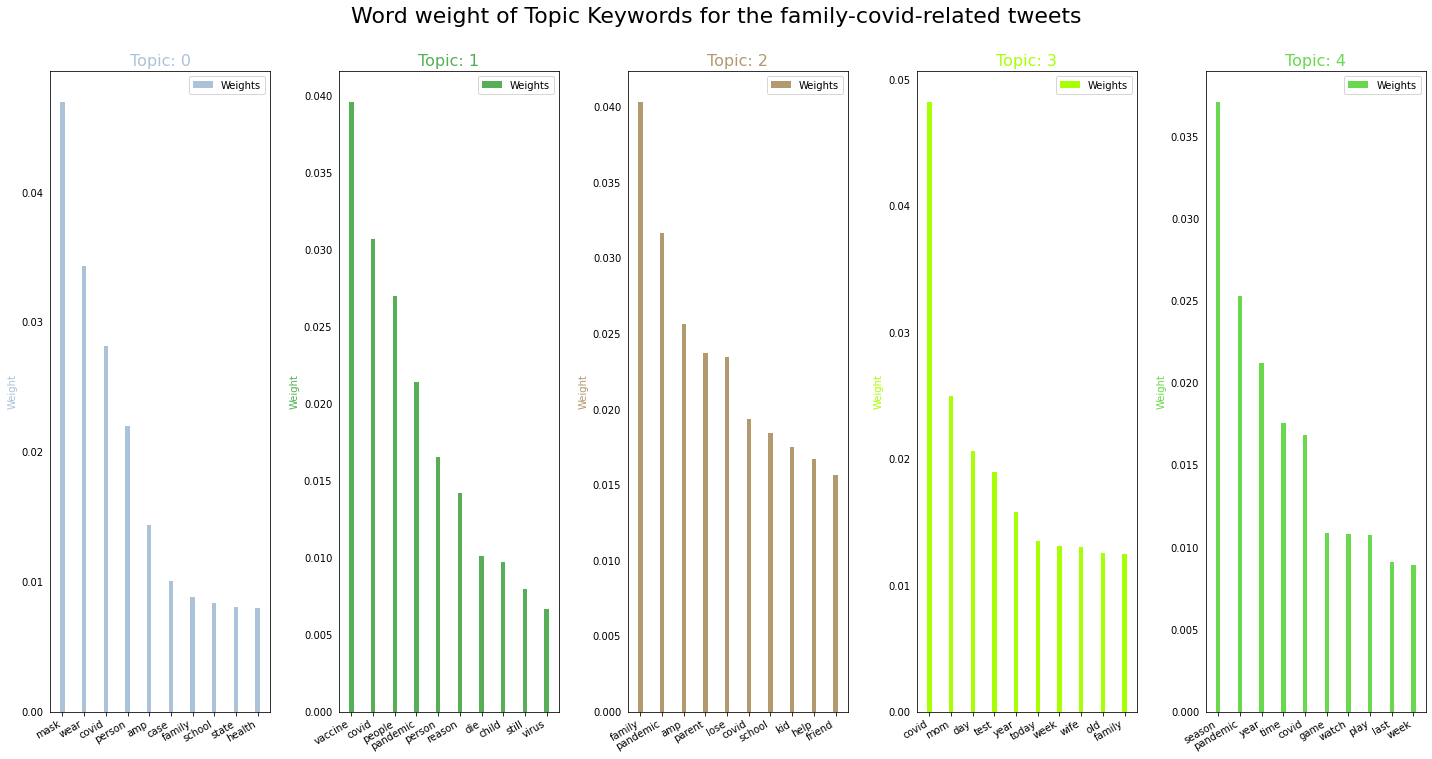 Word weight of Topic Keywords for the family-covid-related tweets
Topic: 0
Weights
Weight
0.04
0.03
0.02
0.01
0.00
mask
wear
covid
person
amp
case
family
school
state
health
Topic: 1
Weights
Weight
0.040
0.035
0.030
0.025
0.020
0.015
0.010
0.005
0.000
vaccine
covid
people
pandemic
person
reason
die
child
still
virus
Topic: 2
Weights
Weight
0.040
0.035
0.030
0.025
0.020
0.015
0.010
0.005
0.000
family
pandemic
amp
parent
lose
covid
school
kid
help
friend
Topic: 3
Weights
Weight
0.05
0.04
0.03
0.02
0.01
0.00
covid
mom
day
test
year
today
week
wife
old
family
Topic: 4
Weights
Weight
0.035
0.030
0.025
0.020
0.015
0.010
0.005
0.000
season
pandemic
year
time
covid
game
watch
play
last
week